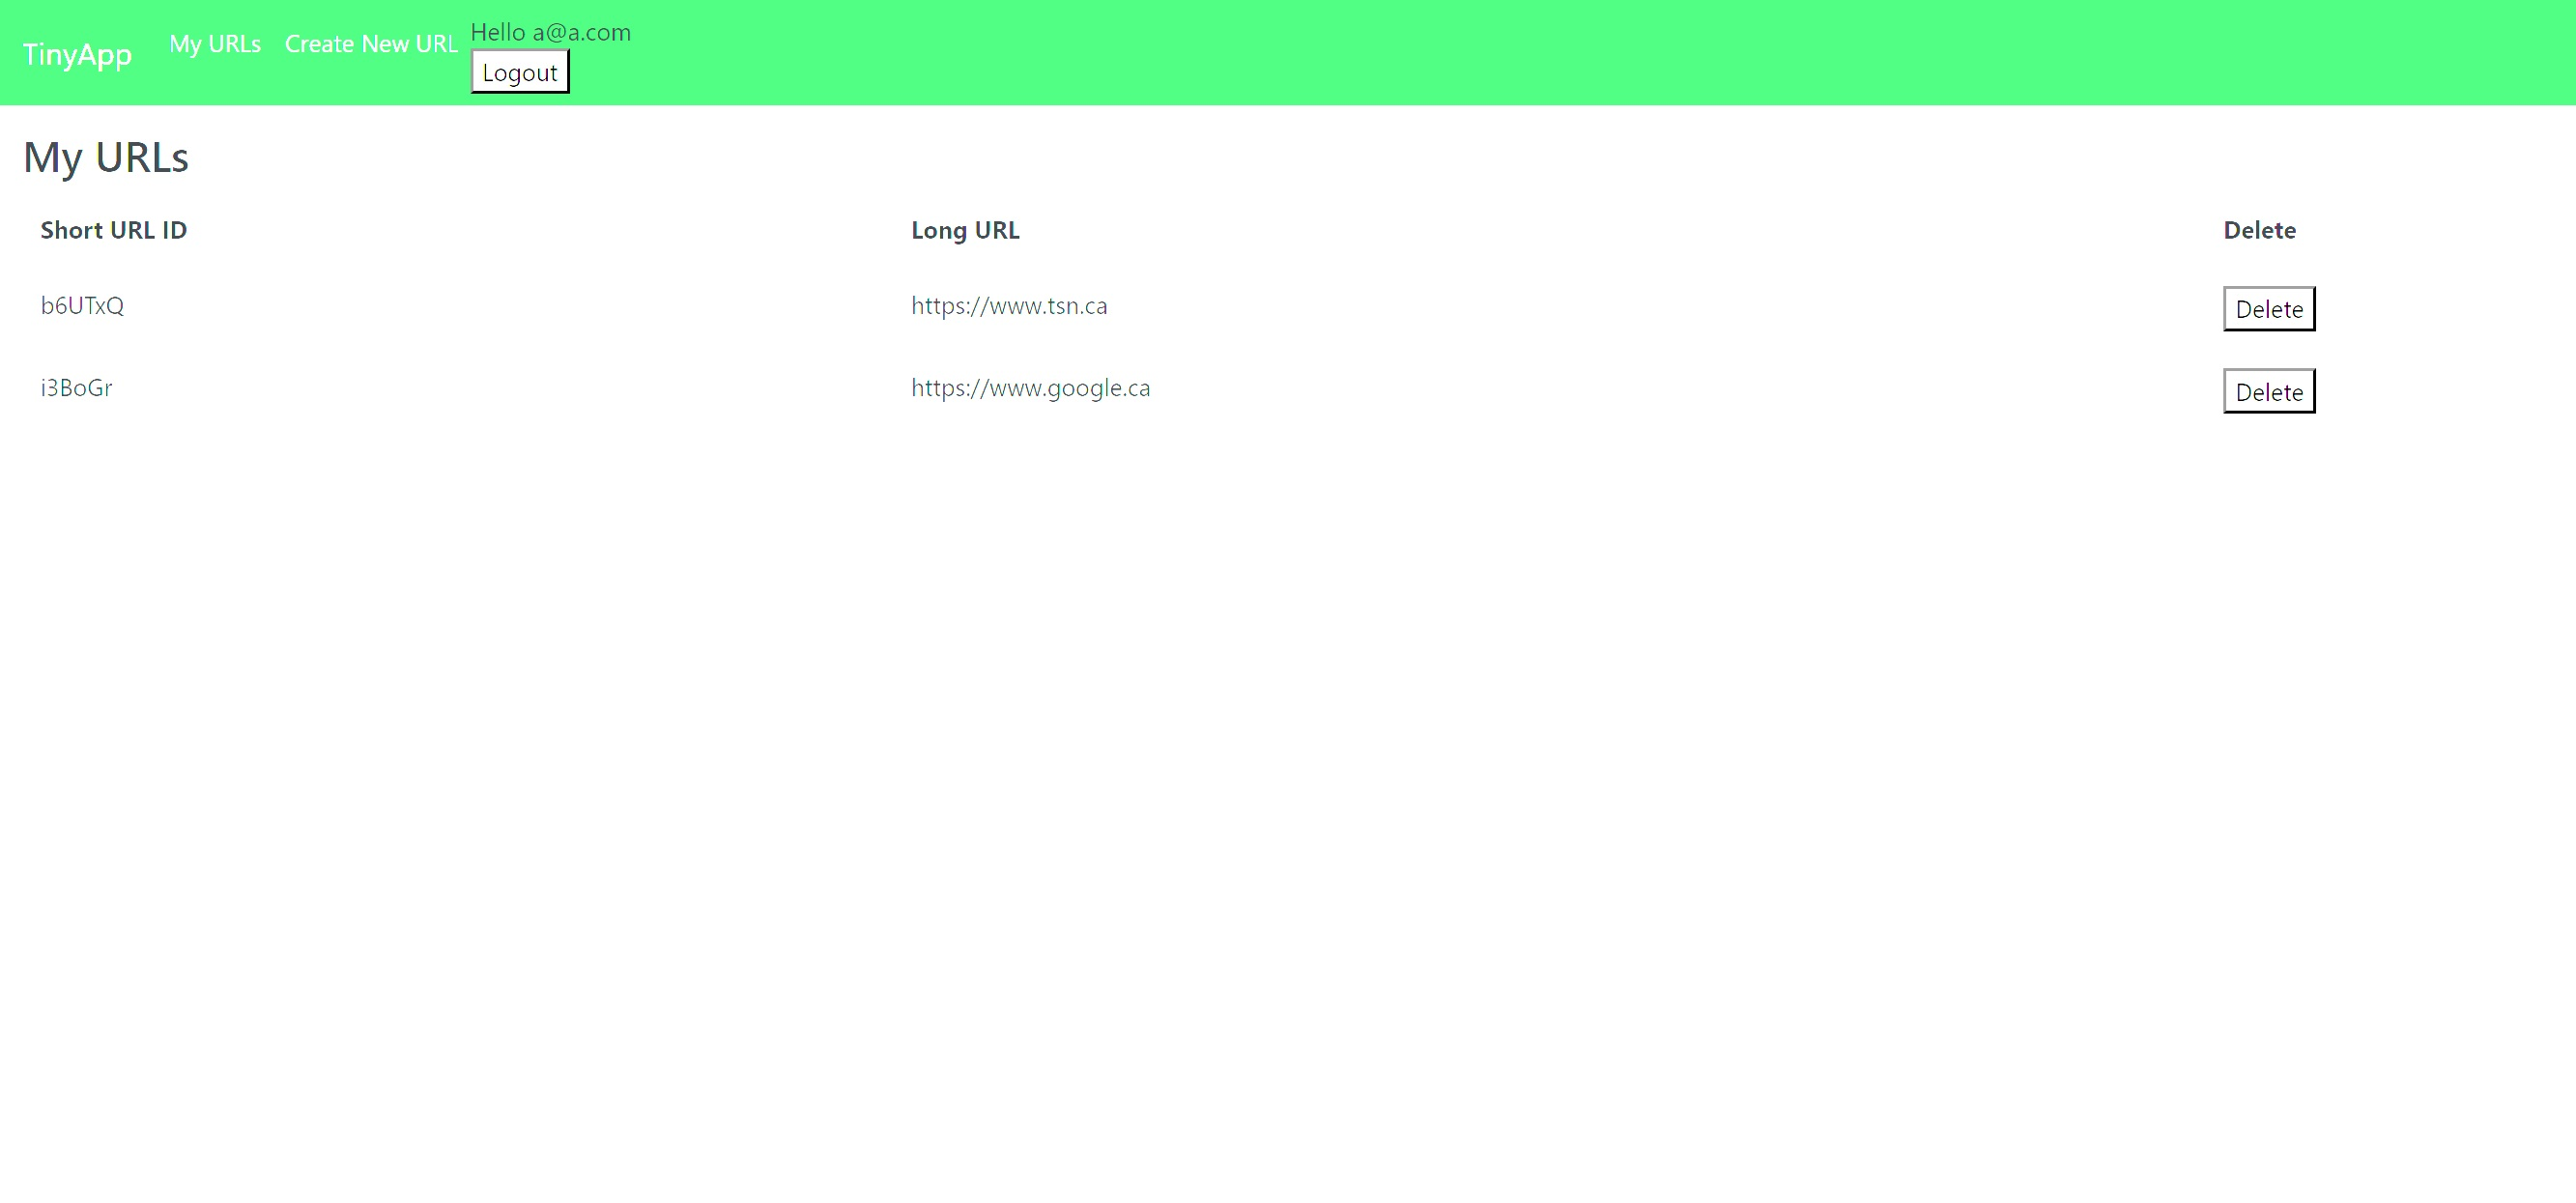 TinyApp My URLs Create New URL Hello a@a.com
Logout
My URLs
Short URL ID Long URL Delete
b6UTxQ https://www.tsn.ca Delete
i3BoGr https://www.google.ca Delete